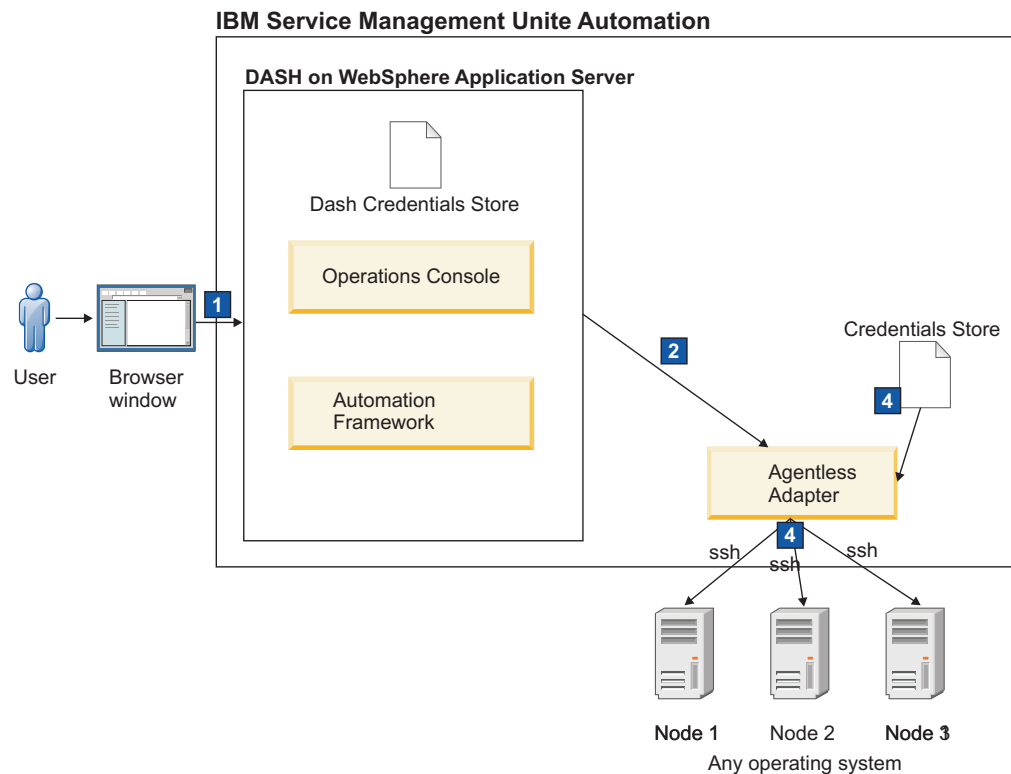 IBM Service Management Unite Automation
DASH on WebSphere Application Server
Dash Credentials Store
Operations Console
1
2
Credentials Store
4
User
Browser
window
Automation
Framework
Agentless
Adapter
4
ssh
ssh
ssh
Node 1
Node 2
Node 3
Any operating system